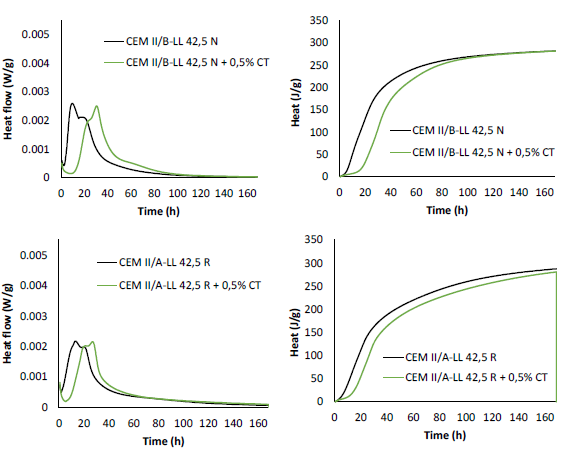 0.005
0.004
0.003
0.002
0.001
0
Heat flow (W/g)
CEM II/B-LL 42,5 N
CEM II/B-LL 42,5 N + 0,5% CT
0 20 40 60 80 100 120 140 160
Time (h)
350
300
250
200
150
100
50
0
Heat (J/g)
CEM II/B-LL 42,5 N
CEM II/B-LL 42,5 N + 0,5% CT
0 20 40 60 80 100 120 140 160
Time (h)
0.005
0.004
0.003
0.002
0.001
0
Heat flow (W/g)
CEM II/A-LL 42,5 R
CEM II/A-LL 42,5 R + 0,5% CT
0 20 40 60 80 100 120 140 160
Time (h)
350
300
250
200
150
100
50
0
Heat (J/g)
CEM II/A-LL 42,5 R
CEM II/A-LL 42,5 R + 0,5% CT
0 20 40 60 80 100 120 140 160
Time (h)